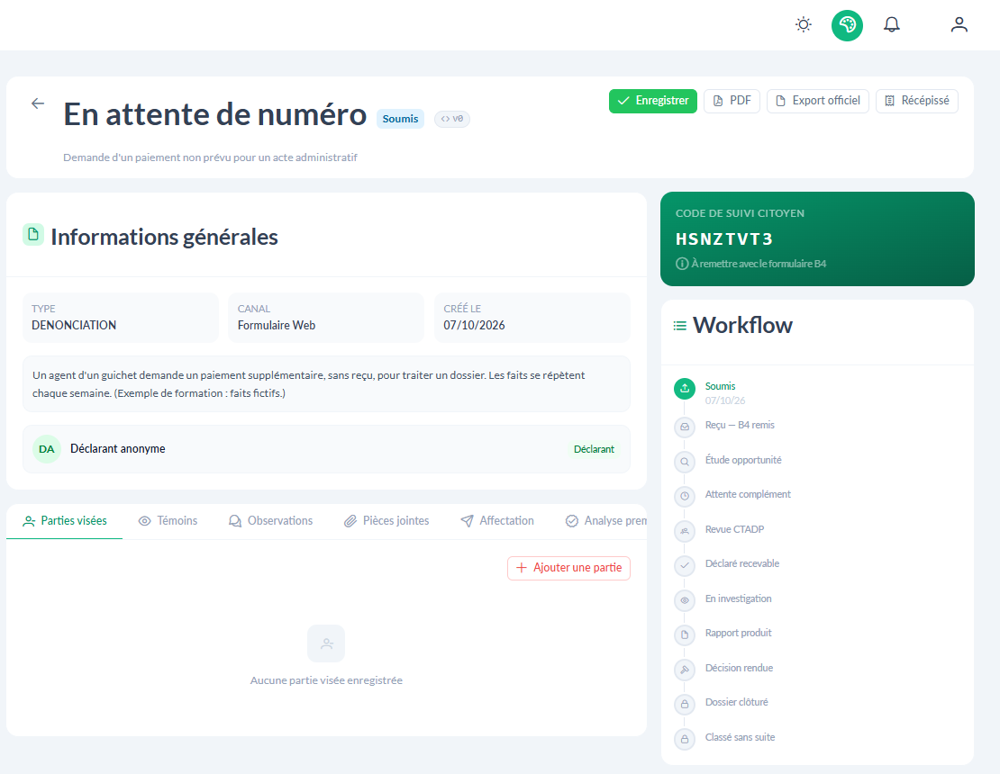 En attente de numéro
Soumis
<> v0
Enregistrer
PDF
Export officiel
Récépissé
Demande d'un paiement non prévu pour un acte administratif
Informations générales
TYPE
DENONCIATION
CANAL
Formulaire Web
CRÉÉ LE
07/10/2026
Un agent d'un guichet demande un paiement supplémentaire, sans reçu, pour traiter un dossier. Les faits se répètent
chaque semaine. (Exemple de formation : faits fictifs.)
DA
Déclarant anonyme
Déclarant
Parties visées
Témoins
Observations
Pièces jointes
Affectation
Analyse prem
Ajouter une partie
Aucune partie visée enregistrée
CODE DE SUIVI CITOYEN
HSNZTVT3
À remettre avec le formulaire B4
Workflow
Soumis
07/10/26
Reçu — B4 remis
Étude opportunité
Attente complément
Revue CTADP
Déclaré recevable
En investigation
Rapport produit
Décision rendue
Dossier clôturé
Classé sans suite